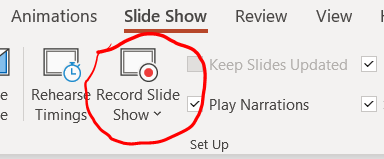 Animations Slide Show Review View H
Rehearse Timings
Record Slide Show
Keep Slides Updated
Play Narrations
Set Up